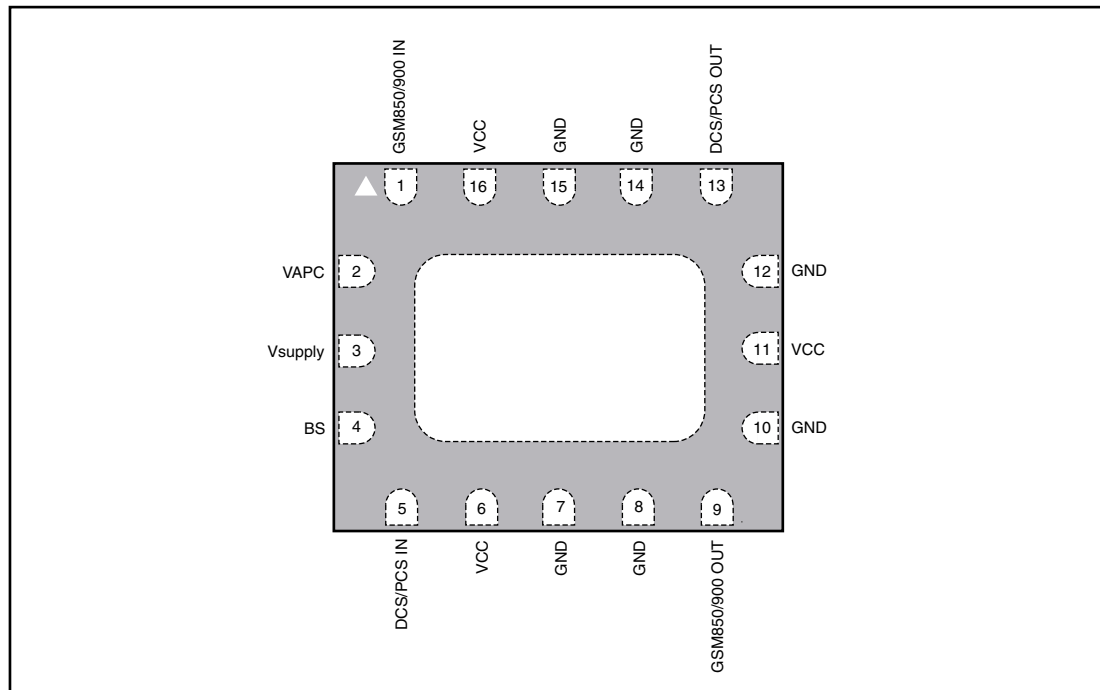 GSM850/900 IN
VCC
GND
GND
DCS/PCS OUT
1
16
15
14
13
VAPC
2
12
GND
Vsupply
3
11
VCC
BS
4
10
GND
5
6
7
8
9
DCS/PCS IN
VCC
GND
GND
GSM850/900 OUT